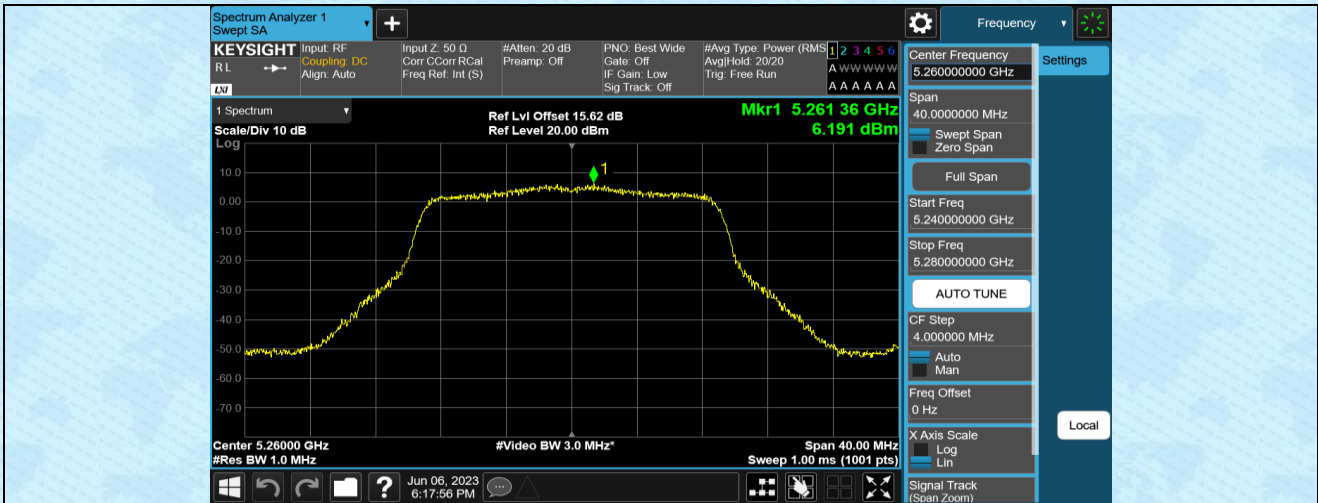 Spectrum Analyzer 1
Swept SA
Frequency
KEYSIGHT
RL
LXI
Input: RF
Coupling: DC
Align: Auto
Input Z: 50 Ω
Corr CCorr RCal
Freq Ref: Int (S)
#Atten: 20 dB
Preamp: Off
PNO: Best Wide
Gate: Off
IF Gain: Low
Sig Track: Off
#Avg Type: Power (RMS
Avg|Hold: 20/20
Trig: Free Run
1 2 3 4 5 6
A W W W W W
A A A A A A
Center Frequency
5.260000000 GHz
Settings
Span
40.0000000 MHz
Swept Span
Zero Span
Full Span
Start Freq
5.240000000 GHz
Stop Freq
5.280000000 GHz
AUTO TUNE
CF Step
4.000000 MHz
Auto
Man
Freq Offset
0 Hz
X Axis Scale
Log
Lin
Signal Track
(Span Zoom)
Local
1 Spectrum
Scale/Div 10 dB
Log
Ref Lvl Offset 15.62 dB
Ref Level 20.00 dBm
Mkr1 5.261 36 GHz
6.191 dBm
1
10.0
0.00
-10.0
-20.0
-30.0
-40.0
-50.0
-60.0
-70.0
Center 5.26000 GHz
#Res BW 1.0 MHz
#Video BW 3.0 MHz*
Span 40.00 MHz
Sweep 1.00 ms (1001 pts)
?
Jun 06, 2023
6:17:56 PM